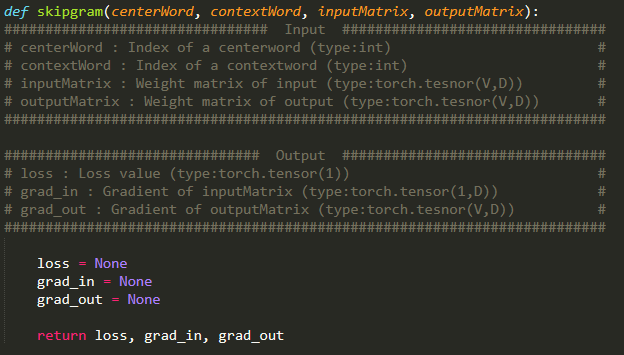 def skipgram(centerWord, contextWord, inputMatrix, outputMatrix):
################################ Input ################################
# centerWord : Index of a centerword (type:int) #
# contextWord : Index of a contextword (type:int) #
# inputMatrix : Weight matrix of input (type:torch.tesnor(V,D)) #
# outputMatrix : Weight matrix of output (type:torch.tesnor(V,D)) #
#########################################################################
############################### Output ################################
# loss : Loss value (type:torch.tensor(1)) #
# grad_in : Gradient of inputMatrix (type:torch.tensor(1,D)) #
# grad_out : Gradient of outputMatrix (type:torch.tesnor(V,D)) #
#########################################################################
loss = None
grad_in = None
grad_out = None
return loss, grad_in, grad_out